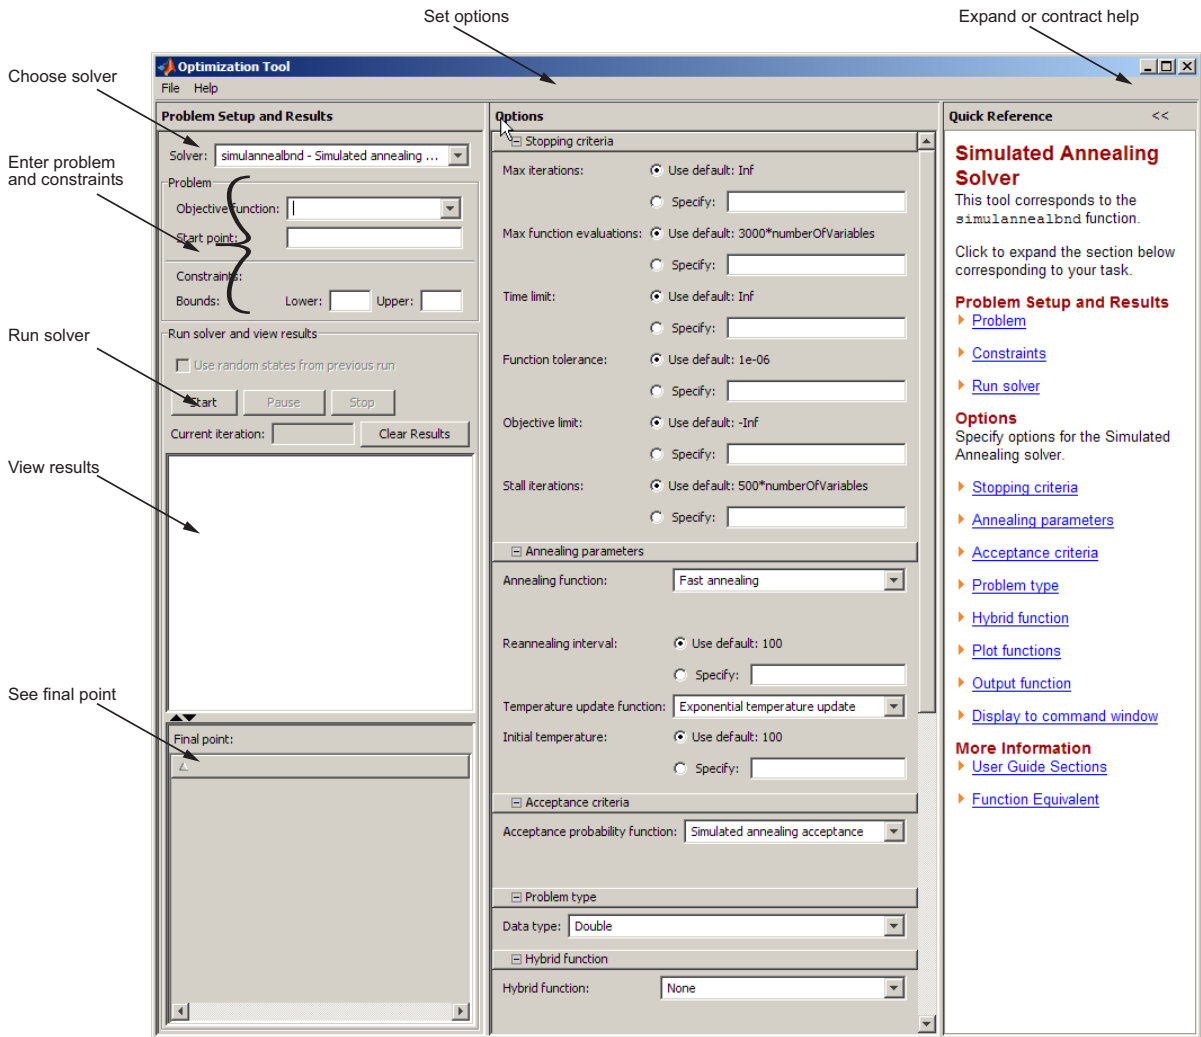 Set options
Expand or contract help
Choose solver
Enter problem
and constraints
Run solver
View results
See final point
Optimization Tool
File Help
Problem Setup and Results
Solver: simulannealbnd - Simulated annealing ...
Problem
Objective function:
Start point:
Constraints:
Bounds: Lower: Upper:
Run solver and view results
Use random states from previous run
Start Pause Stop
Current iteration: Clear Results
Final point:
Options
Stopping criteria
Max iterations: Use default: Inf
Specify:
Max function evaluations: Use default: 3000*numberOfVariables
Specify:
Time limit: Use default: Inf
Specify:
Function tolerance: Use default: 1e-06
Specify:
Objective limit: Use default: -Inf
Specify:
Stall iterations: Use default: 500*numberOfVariables
Specify:
Annealing parameters
Annealing function: Fast annealing
Reannealing interval: Use default: 100
Specify:
Temperature update function: Exponential temperature update
Initial temperature: Use default: 100
Specify:
Acceptance criteria
Acceptance probability function: Simulated annealing acceptance
Problem type
Data type: Double
Hybrid function
Hybrid function: None
Quick Reference <<
Simulated Annealing
Solver
This tool corresponds to the
simulannealbnd function.
Click to expand the section below
corresponding to your task.
Problem Setup and Results
Problem
Constraints
Run solver
Options
Specify options for the Simulated
Annealing solver.
Stopping criteria
Annealing parameters
Acceptance criteria
Problem type
Hybrid function
Plot functions
Output function
Display to command window
More Information
User Guide Sections
Function Equivalent